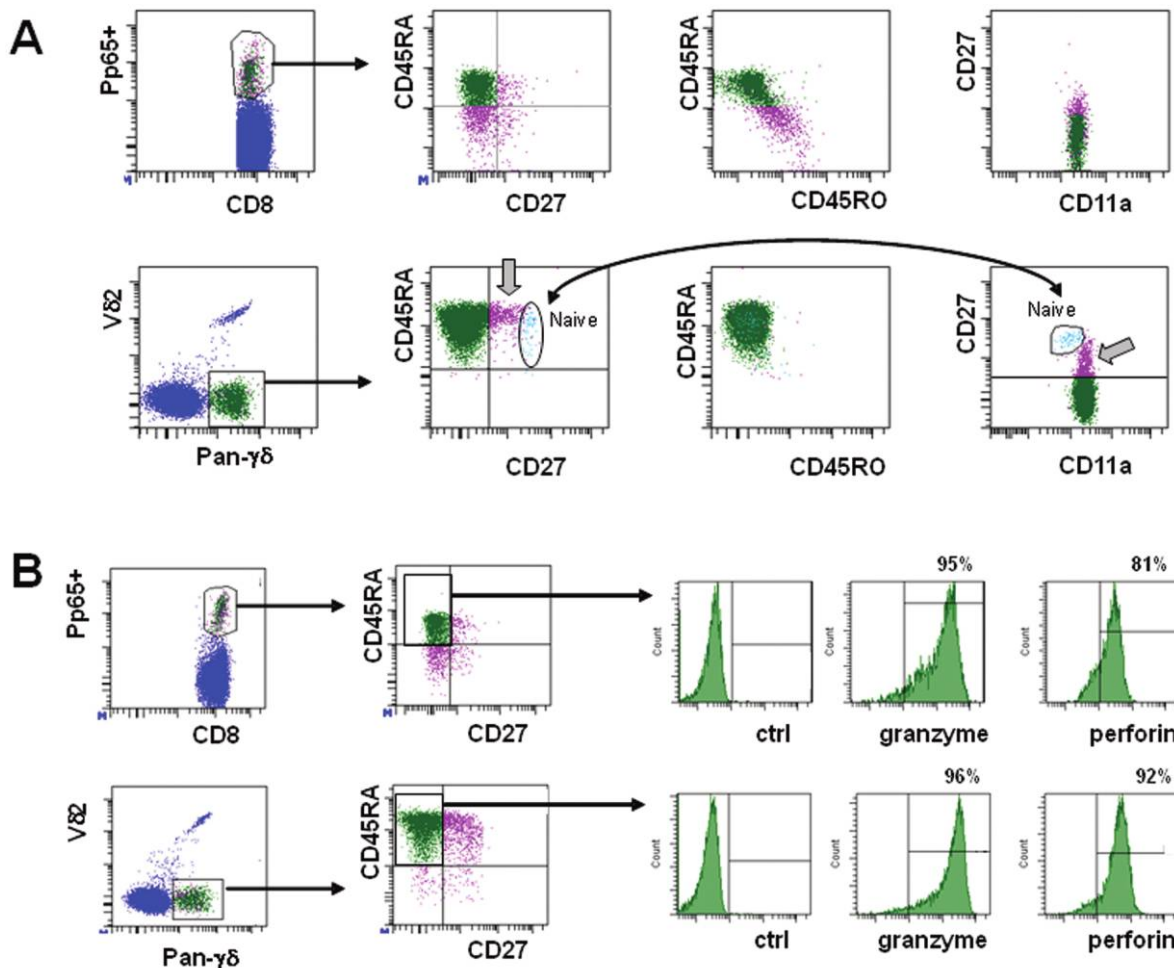 A
Pp65+
CD8
CD45RA
CD27
CD45RA
CD45RO
CD27
CD11a
M
M
Vδ2
Pan-γδ
CD45RA
Naive
CD27
CD45RA
CD45RO
CD27
Naive
CD11a
B
Pp65+
CD8
M
CD45RA
CD27
M
Count
ctrl
95%
Count
granzyme
81%
Count
perforin
Vδ2
Pan-γδ
CD45RA
CD27
Count
ctrl
96%
Count
granzyme
92%
Count
perforin